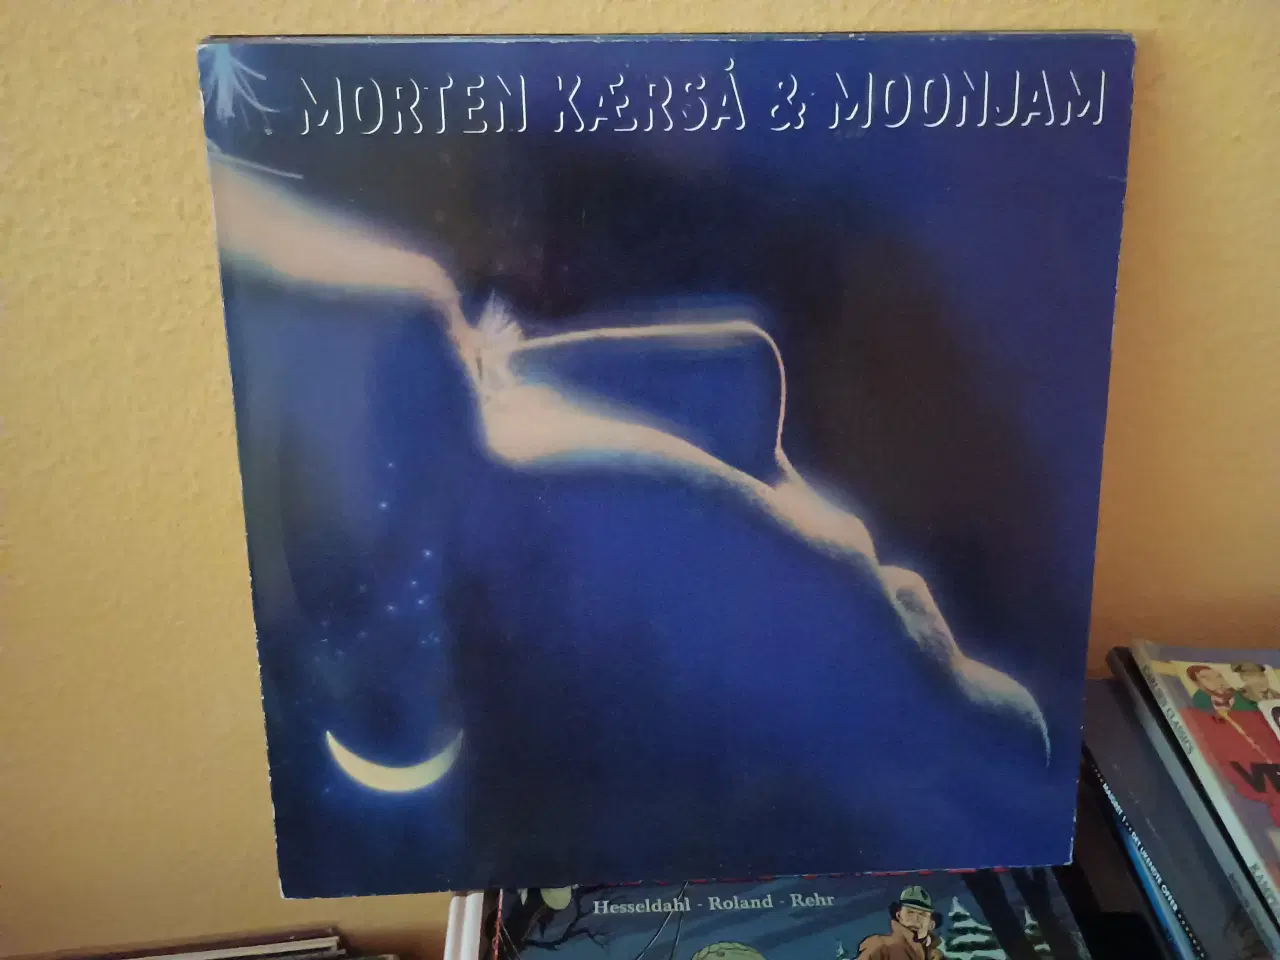 MORTEN KÆRSÅ & MOONJAM
Hesseldahl · Roland · Rehr